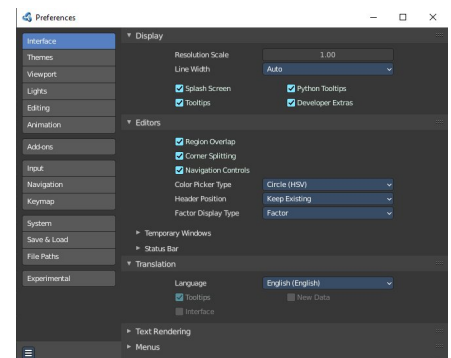 Preferences
Interface
Themes
Viewport
Lights
Editing
Animation
Add-ons
Input
Navigation
Keymap
System
Save & Load
File Paths
Experimental
Display
Resolution Scale 1.00
Line Width Auto
Splash Screen Python Tooltips
Tooltips Developer Extras
Editors
Region Overlap
Corner Splitting
Navigation Controls
Color Picker Type Circle (HSV)
Header Position Keep Existing
Factor Display Type Factor
Temporary Windows
Status Bar
Translation
Language English (English)
Tooltips New Data
Interface
Text Rendering
Menus